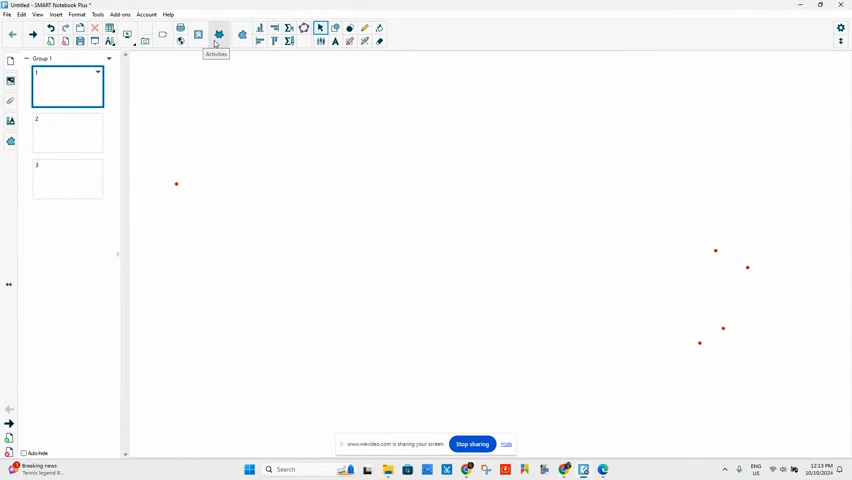 Untitled - SMART Notebook Plus *
File Edit View Insert Format Tools Add-ons Account Help
Activities
Group 1
1
2
3
Auto-hide
www.wevideo.com is sharing your screen.
Stop sharing
Hide
Breaking news
Tennis legend R...
Search
ENG
US
12:13 PM
10/10/2024